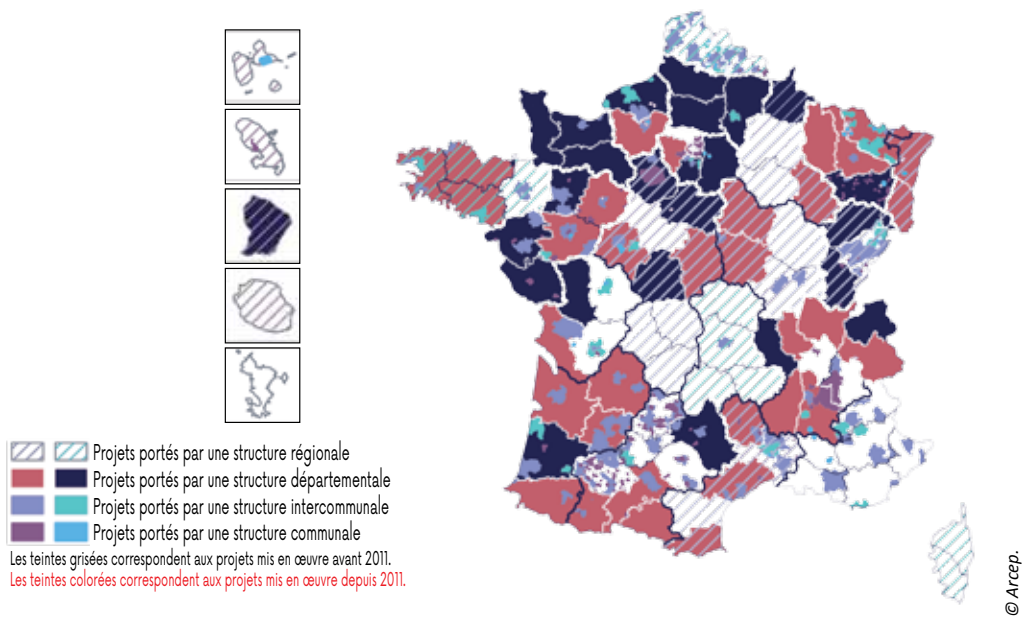 Projets portés par une structure régionale
Projets portés par une structure départementale
Projets portés par une structure intercommunale
Projets portés par une structure communale
Les teintes grisées correspondent aux projets mis en œuvre avant 2011.
Les teintes colorées correspondent aux projets mis en œuvre depuis 2011.
© Arcep.